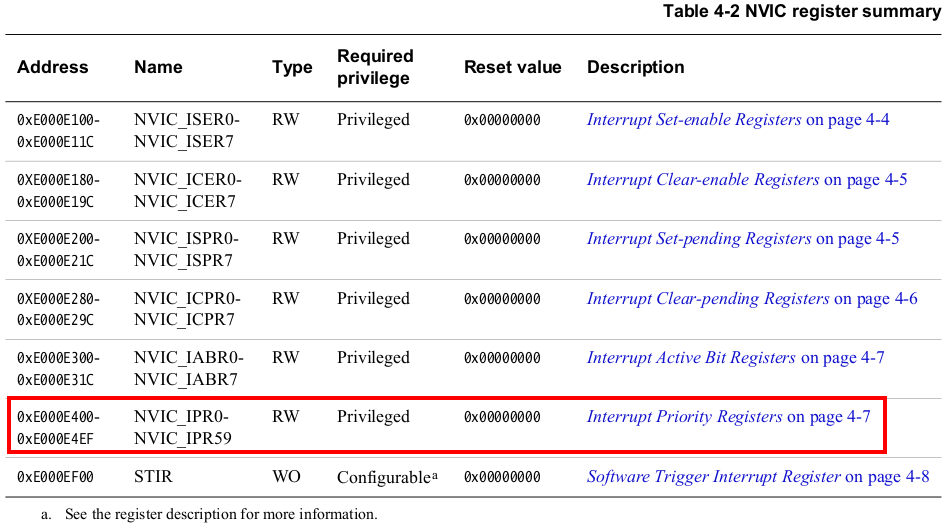 Table 4-2 NVIC register summary
Address Name Type Required privilege Reset value Description
0xE000E100- NVIC_ISER0- RW Privileged 0x00000000 Interrupt Set-enable Registers on page 4-4
0xE000E11C NVIC_ISER7
0XE000E180- NVIC_ICER0- RW Privileged 0x00000000 Interrupt Clear-enable Registers on page 4-5
0xE000E19C NVIC_ICER7
0XE000E200- NVIC_ISPR0- RW Privileged 0x00000000 Interrupt Set-pending Registers on page 4-5
0xE000E21C NVIC_ISPR7
0XE000E280- NVIC_ICPR0- RW Privileged 0x00000000 Interrupt Clear-pending Registers on page 4-6
0xE000E29C NVIC_ICPR7
0xE000E300- NVIC_IABR0- RW Privileged 0x00000000 Interrupt Active Bit Registers on page 4-7
0xE000E31C NVIC_IABR7
0xE000E400- NVIC_IPR0- RW Privileged 0x00000000 Interrupt Priority Registers on page 4-7
0xE000E4EF NVIC_IPR59
0xE000EF00 STIR WO Configurablea 0x00000000 Software Trigger Interrupt Register on page 4-8
a. See the register description for more information.